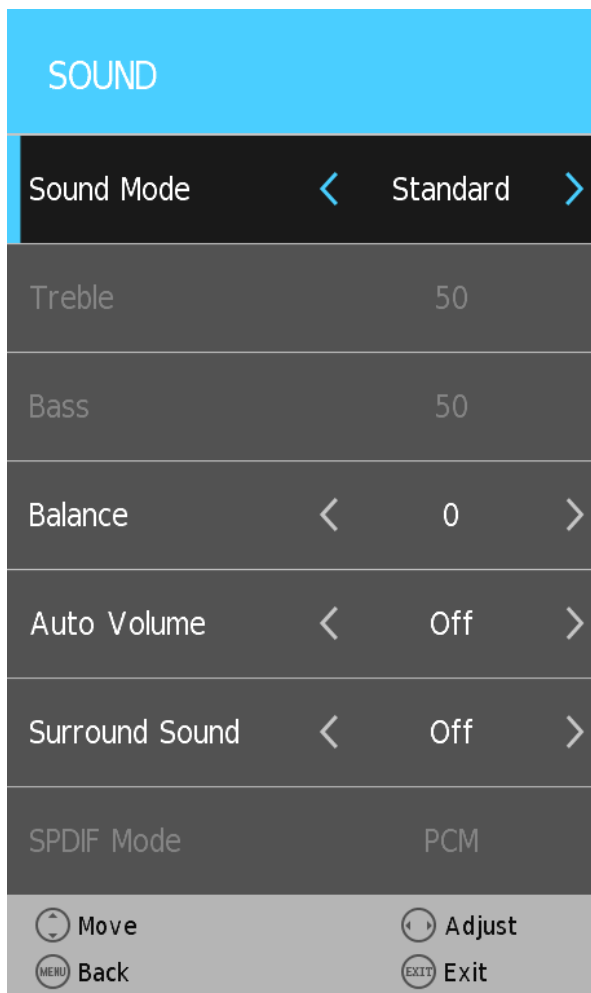 SOUND
Sound Mode < Standard >
Treble 50
Bass 50
Balance < 0 >
Auto Volume < Off >
Surround Sound < Off >
SPDIF Mode PCM
Move Adjust
MENU Back EXIT Exit